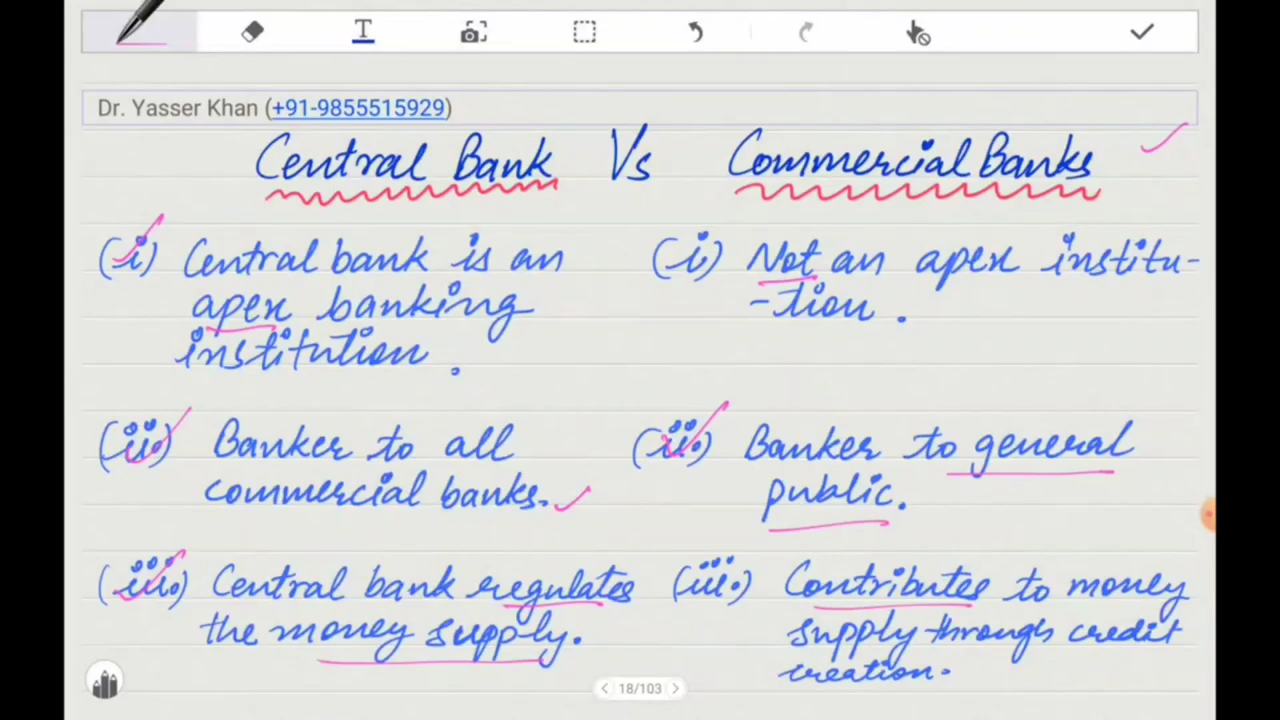 T
Dr. Yasser Khan (+91-9855515929)
Central Bank Vs Commercial Banks
(i) Central bank is an
apex banking
institution.
(i) Not an apex institu-
-tion.
(ii.) Banker to all
commercial banks.
(ii.) Banker to general
public.
(iii.) Central bank regulates
the money supply.
(iii.) Contributes to money
supply through credit
creation.
18/103